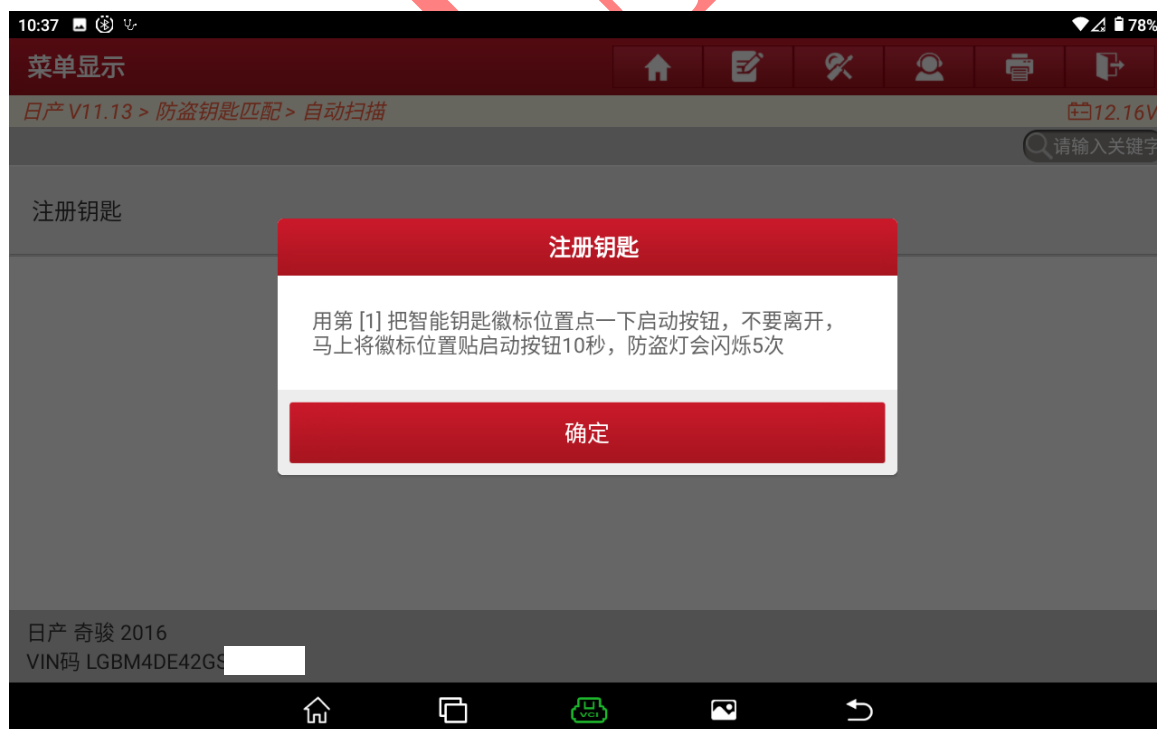 10:37
78%
菜单显示
日产 V11.13 > 防盗钥匙匹配 > 自动扫描
12.16V
请输入关键字
注册钥匙
注册钥匙
用第 [1] 把智能钥匙徽标位置点一下启动按钮，不要离开，
马上将徽标位置贴启动按钮10秒，防盗灯会闪烁5次
确定
日产 奇骏 2016
VIN码 LGBM4DE42GS
VCI